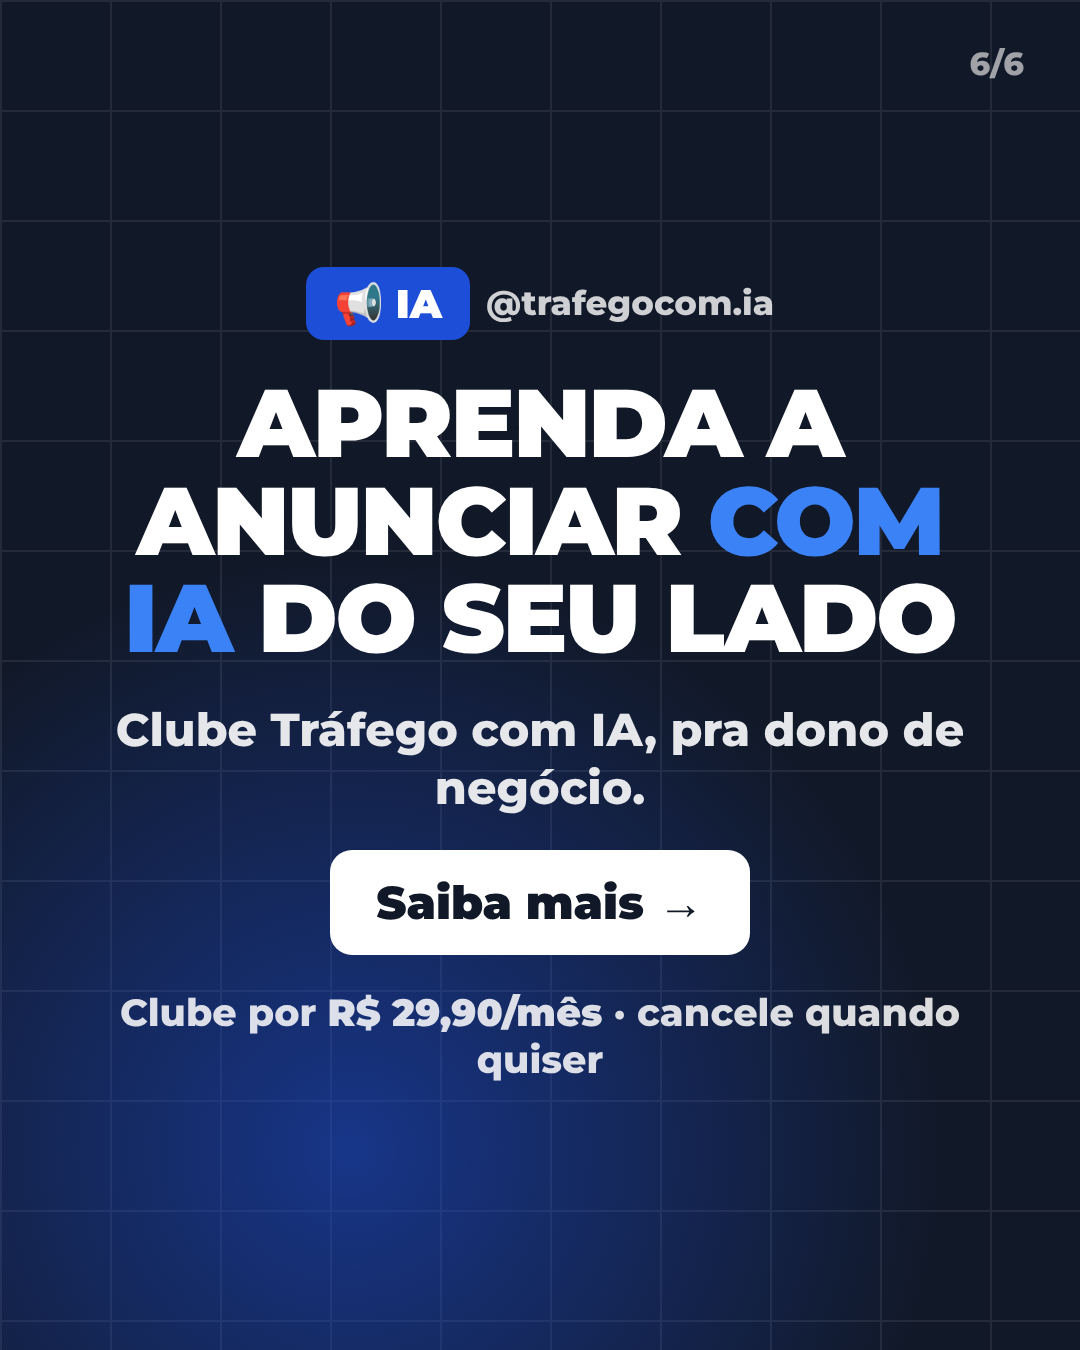 6/6
📢 IA @trafegocom.ia
APRENDA A
ANUNCIAR COM
IA DO SEU LADO
Clube Tráfego com IA, pra dono de
negócio.
Saiba mais →
Clube por R$ 29,90/mês · cancele quando
quiser